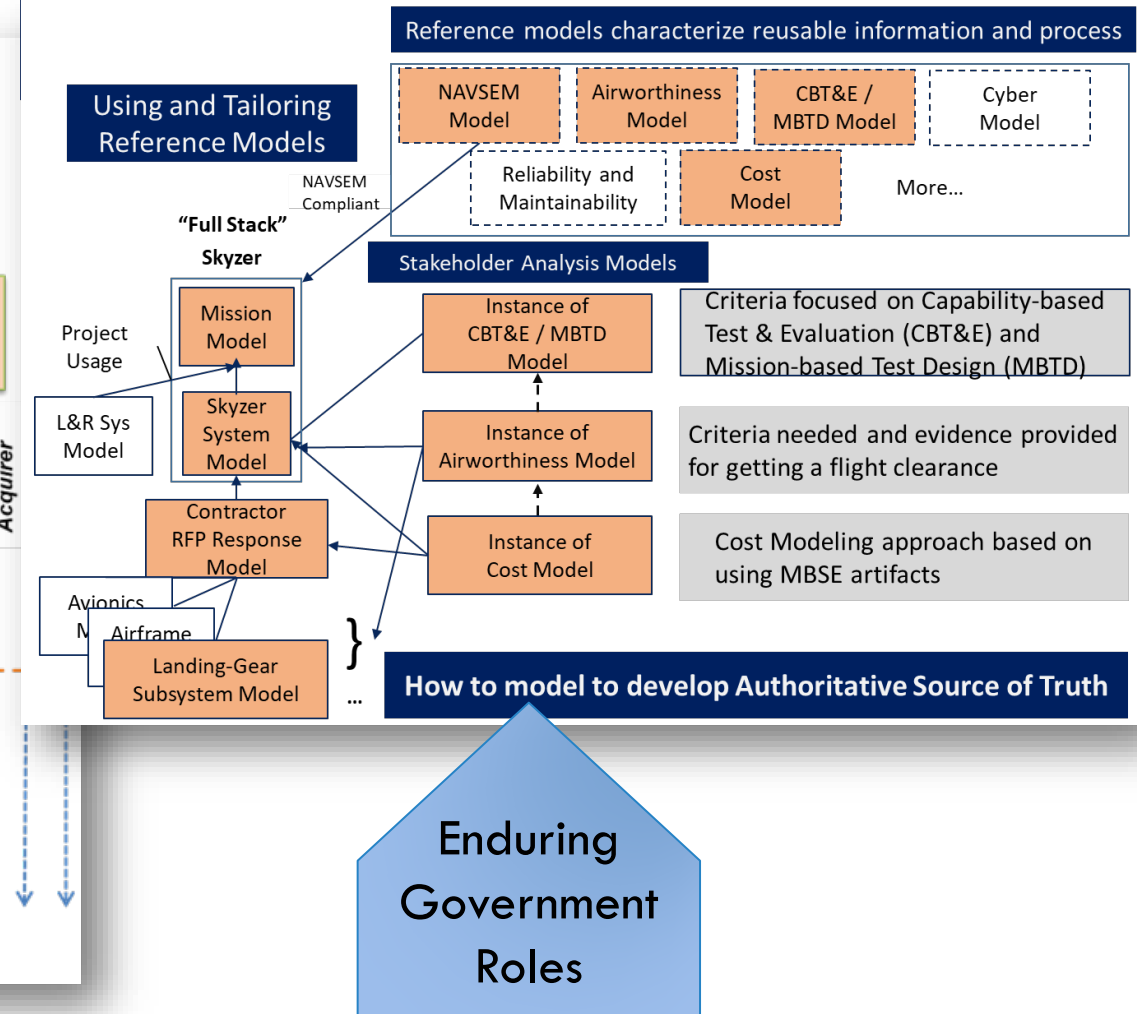 Reference models characterize reusable information and process
Using and Tailoring
Reference Models
NAVSEM
Model
Airworthiness
Model
CBT&E /
MBTD Model
Cyber
Model
Reliability and
Maintainability
Cost
Model
More…
NAVSEM
Compliant
“Full Stack”
Skyzer
Stakeholder Analysis Models
Mission
Model
Project
Usage
Skyzer
System
Model
L&R Sys
Model
Contractor
RFP Response
Model
Avionics
Airframe
Landing-Gear
Subsystem Model
}
…
Instance of
CBT&E / MBTD
Model
Instance of
Airworthiness Model
Instance of
Cost Model
Criteria focused on Capability-based
Test & Evaluation (CBT&E) and
Mission-based Test Design (MBTD)
Criteria needed and evidence provided
for getting a flight clearance
Cost Modeling approach based on
using MBSE artifacts
How to model to develop Authoritative Source of Truth
Acquirer
Enduring
Government
Roles